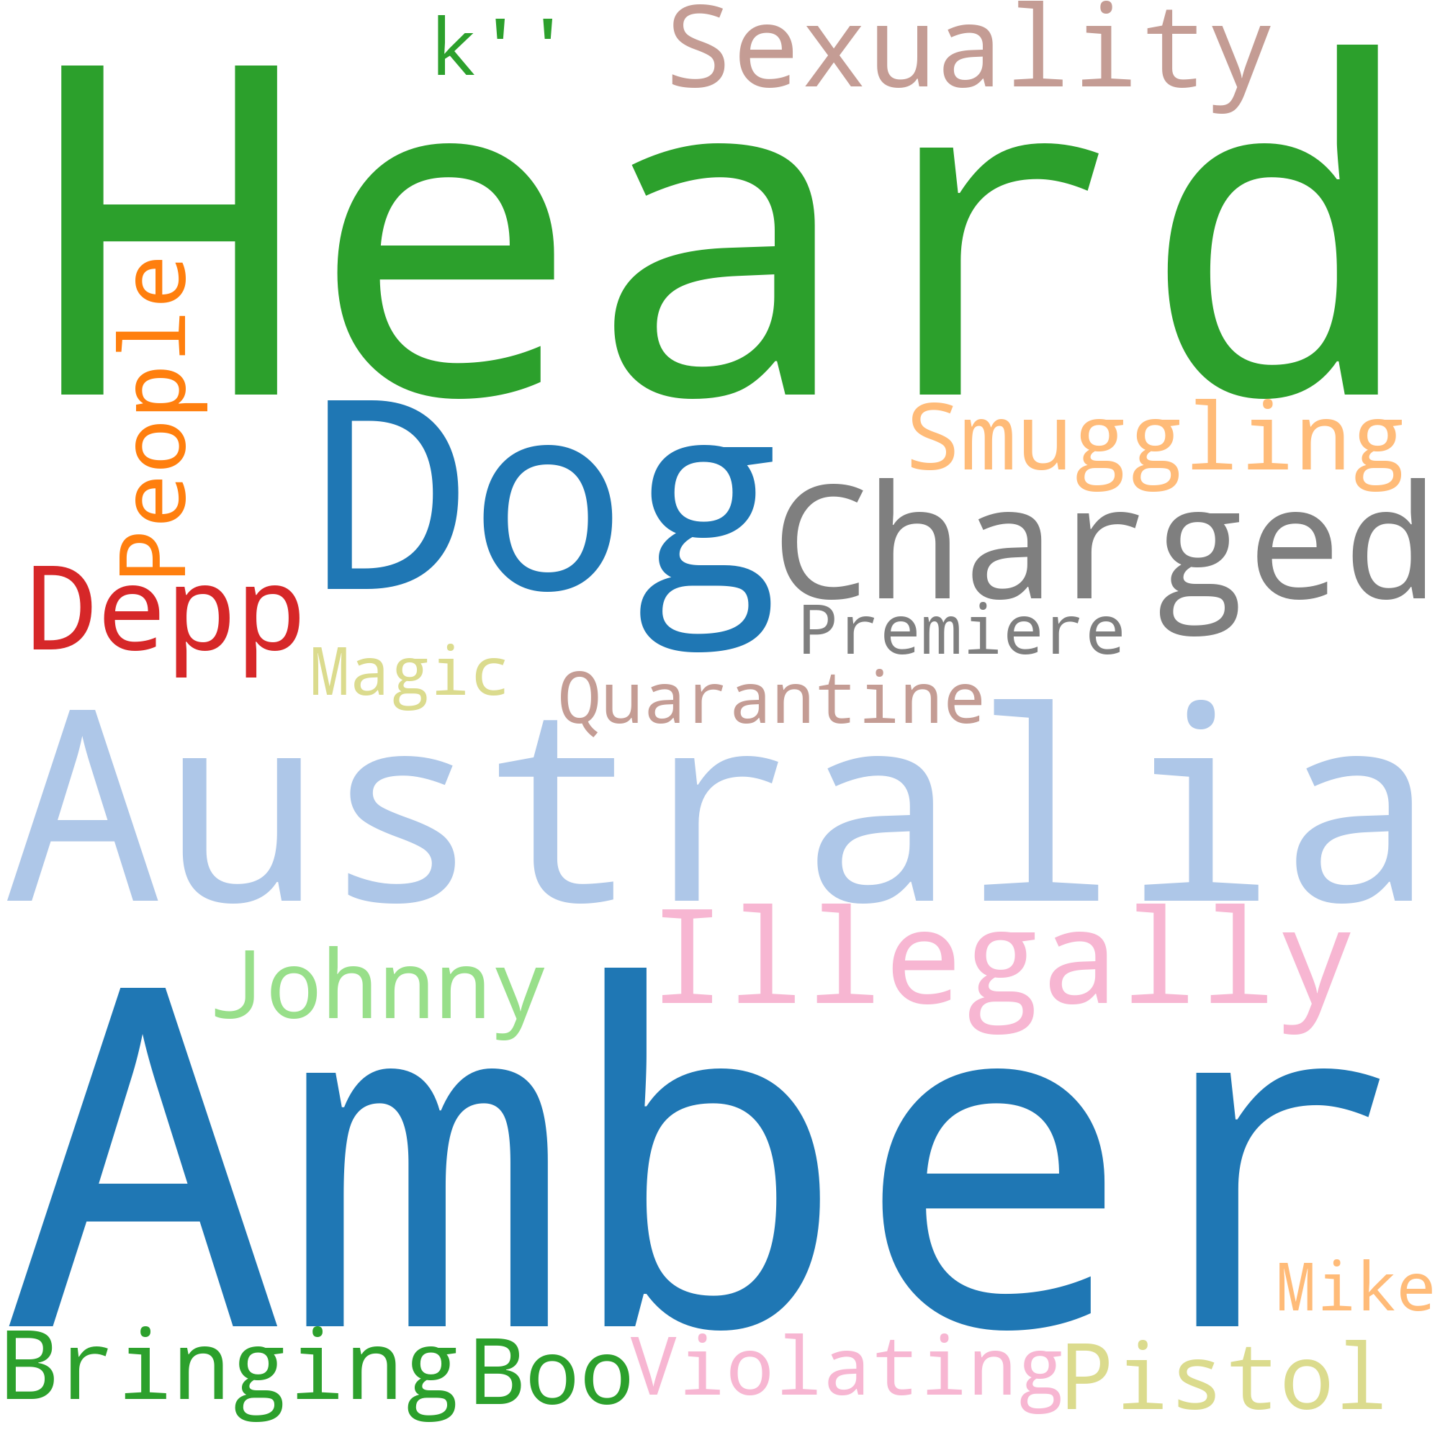 k''
Sexuality
Heard
People
Dog
Smuggling
Charged
Depp
Premiere
Magic
Quarantine
Australia
Illegally
Johnny
Amber
Mike
Bringing
Boo
Violating
Pistol